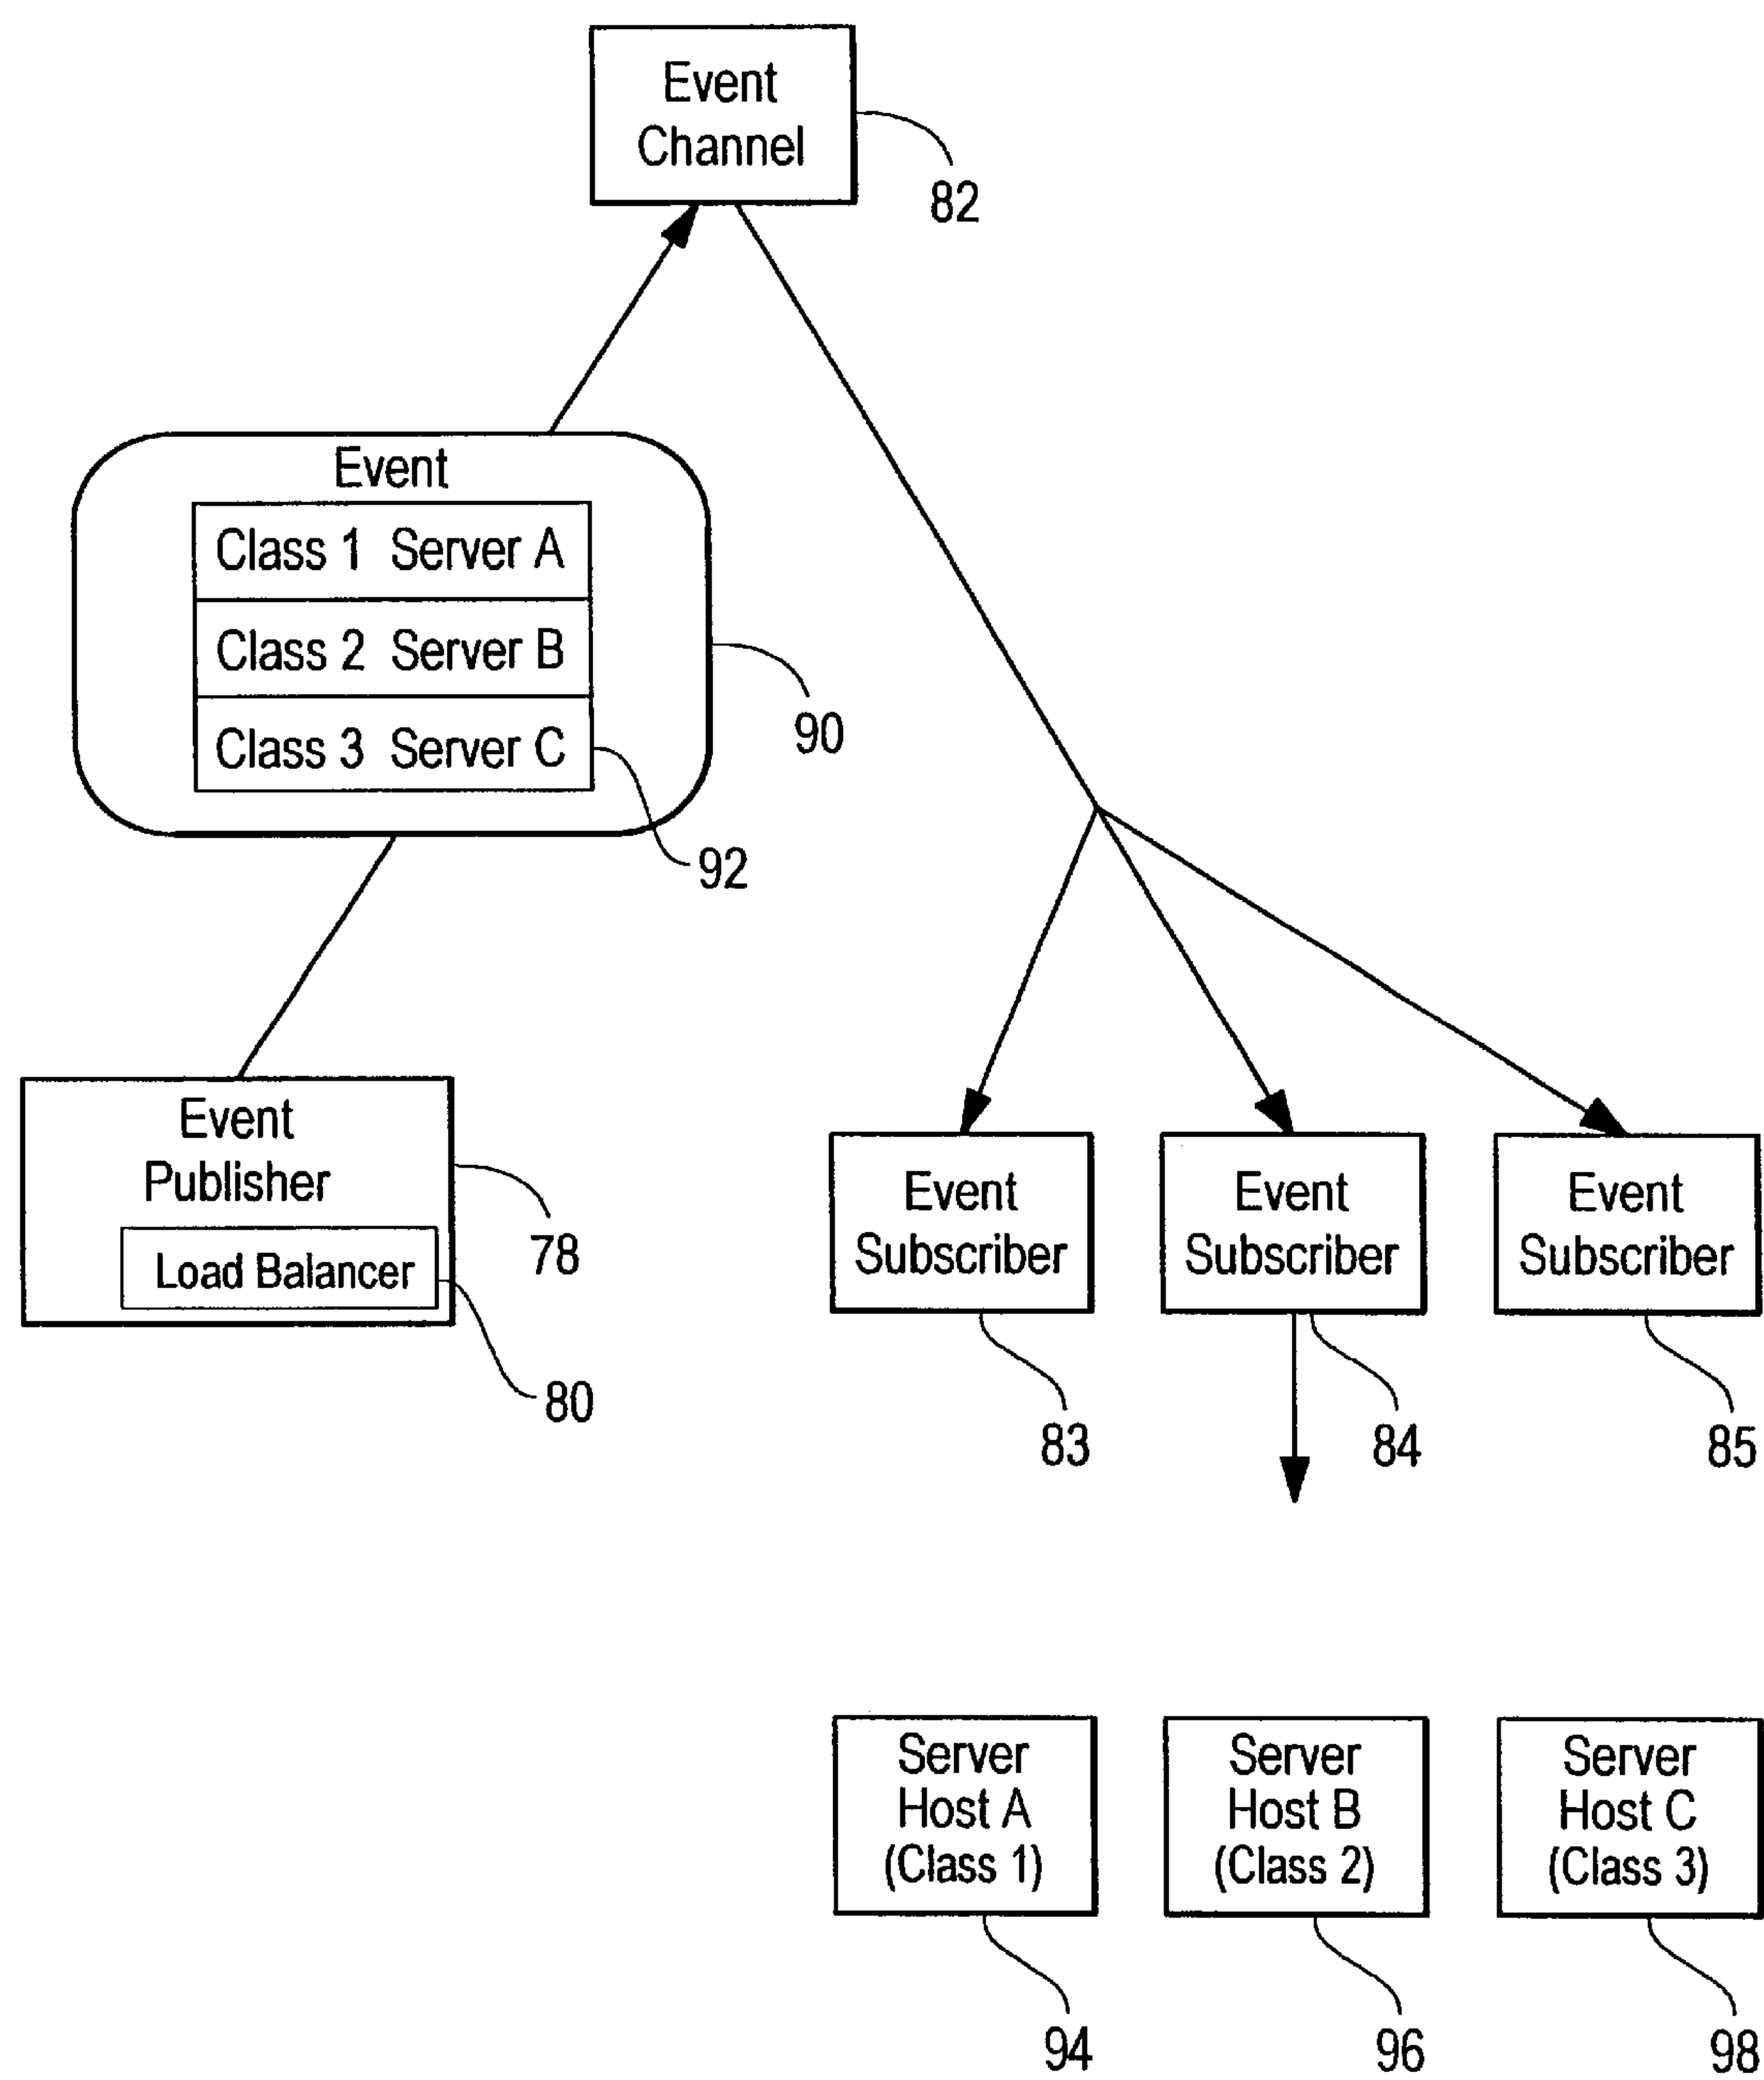 Event
Channel
82
Event
Class 1 Server A
Class 2 Server B
Class 3 Server C
90
92
Event
Publisher
Load Balancer
78
80
Event
Subscriber
Event
Subscriber
Event
Subscriber
83
84
85
Server
Host A
(Class 1)
Server
Host B
(Class 2)
Server
Host C
(Class 3)
94
96
98